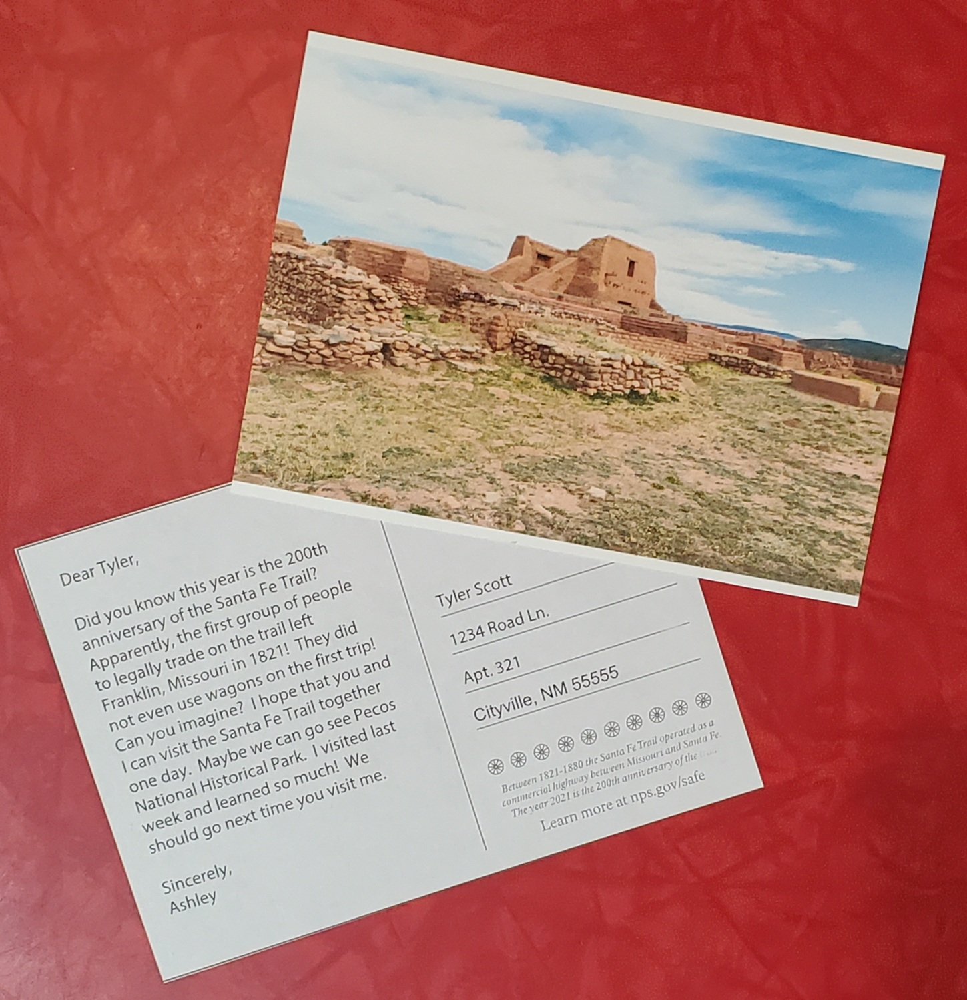 Dear Tyler,
Did you know this year is the 200th
anniversary of the Santa Fe Trail?
Apparently, the first group of people
to legally trade on the trail left
Franklin, Missouri in 1821!  They did
not even use wagons on the first trip!
Can you imagine?  I hope that you and
I can visit the Santa Fe Trail together
one day.  Maybe we can go see Pecos
National Historical Park.  I visited last
week and learned so much!  We
should go next time you visit me.
Sincerely,
Ashley
Tyler Scott
1234 Road Ln.
Apt. 321
Cityville, NM 55555
Between 1821-1880 the Santa Fe Trail operated as a
commercial highway between Missouri and Santa Fe.
The year 2021 is the 200th anniversary of the
Learn more at nps.gov/safe